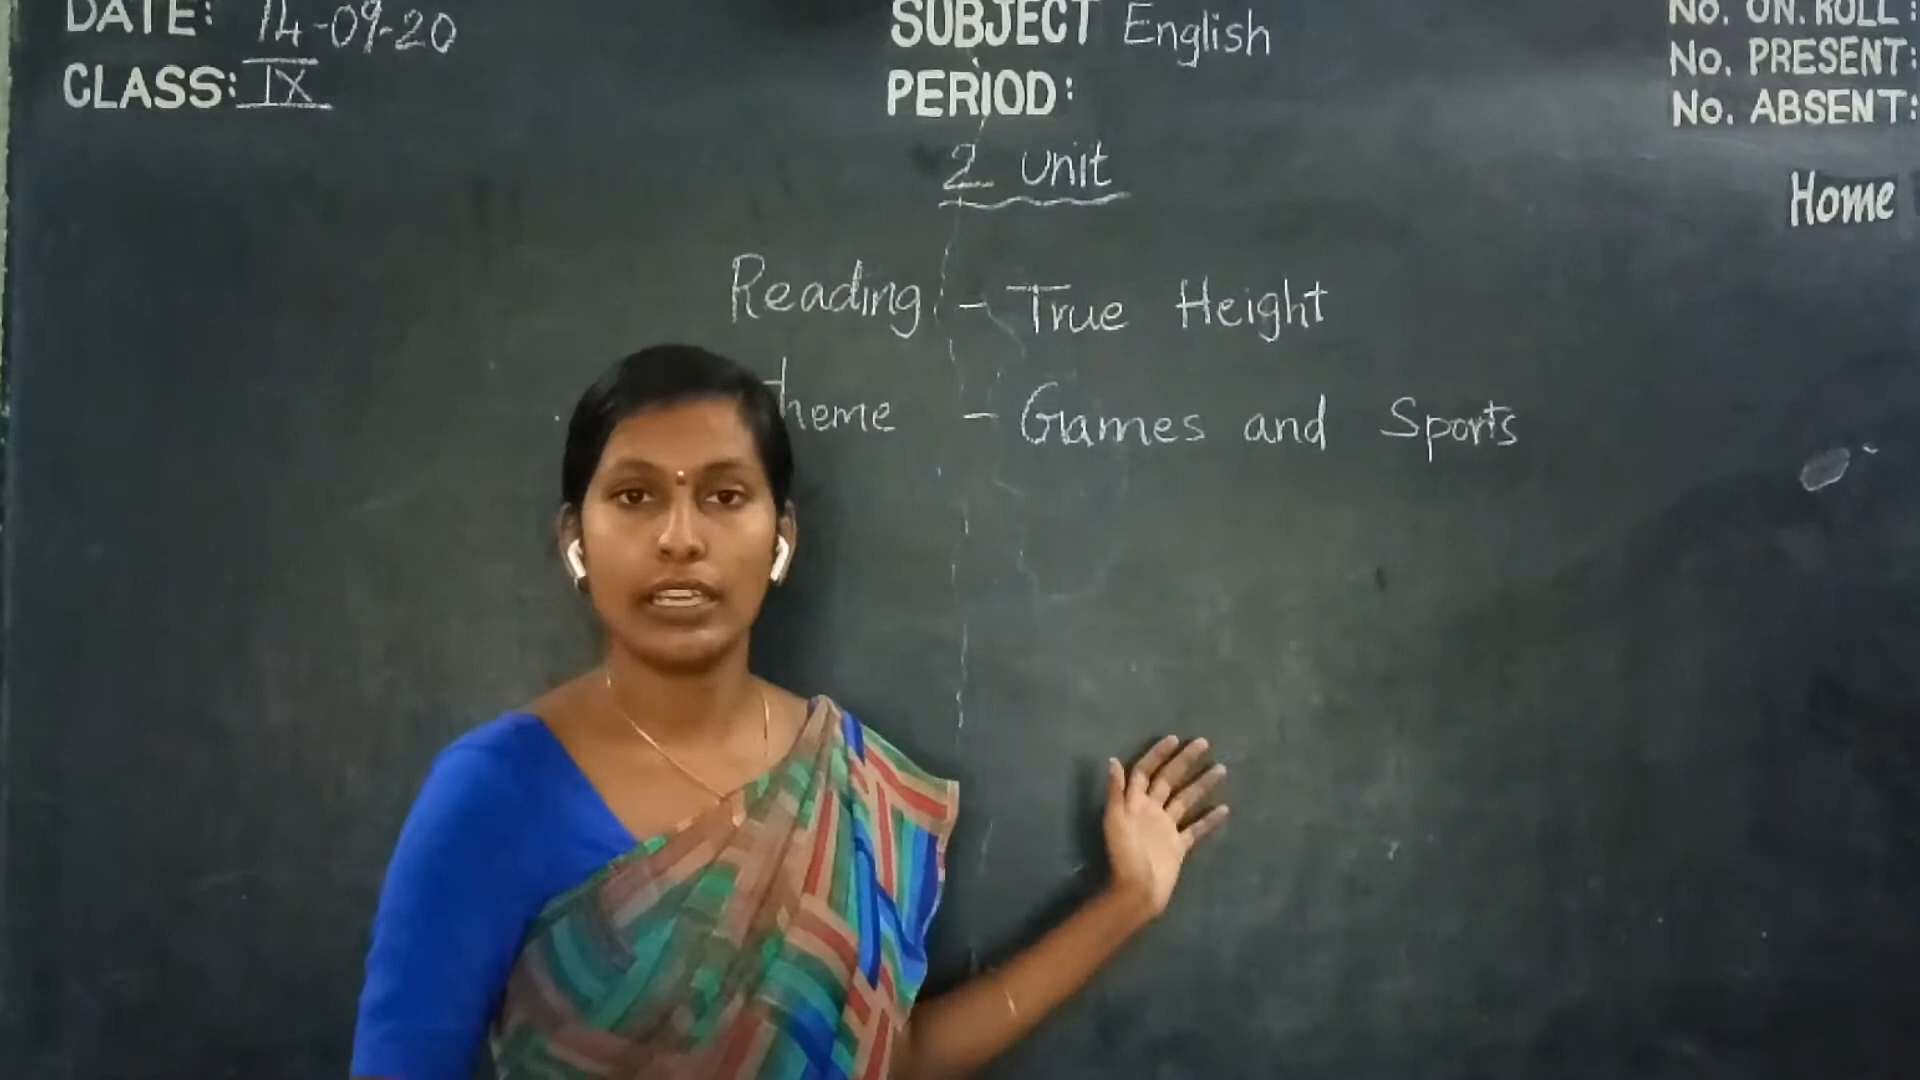 DATE: 14-09-20
CLASS: IX
SUBJECT English
PERIOD:
No. ON. ROLL:
No. PRESENT:
No. ABSENT:
Home
2 unit
Reading - True Height
Theme - Games and Sports